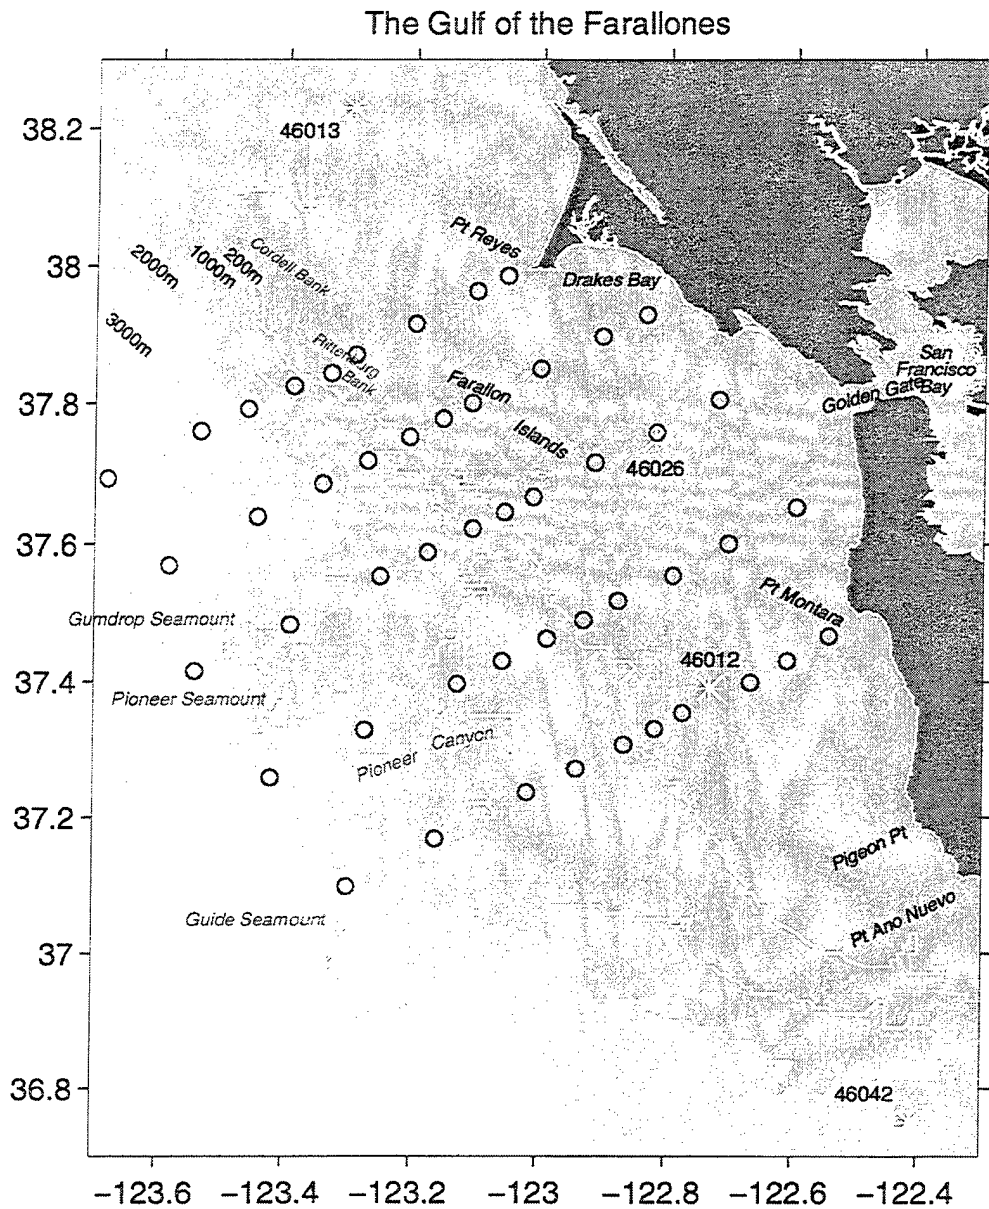 The Gulf of the Farallones
38.2
46013
Pt Reyes
Cordell Bank
200m
1000m
2000m
38
Drakes Bay
3000m
Rittenburg
Bank
San
Francisco
Bay
Farallon
Islands
Golden Gate
37.8
46026
37.6
Pt Montara
Gumdrop Seamount
46012
37.4
Pioneer Seamount
Pioneer Canyon
37.2
Pigeon Pt
Guide Seamount
Pt Ano Nuevo
37
36.8
46042
−123.6 −123.4 −123.2 −123 −122.8 −122.6 −122.4